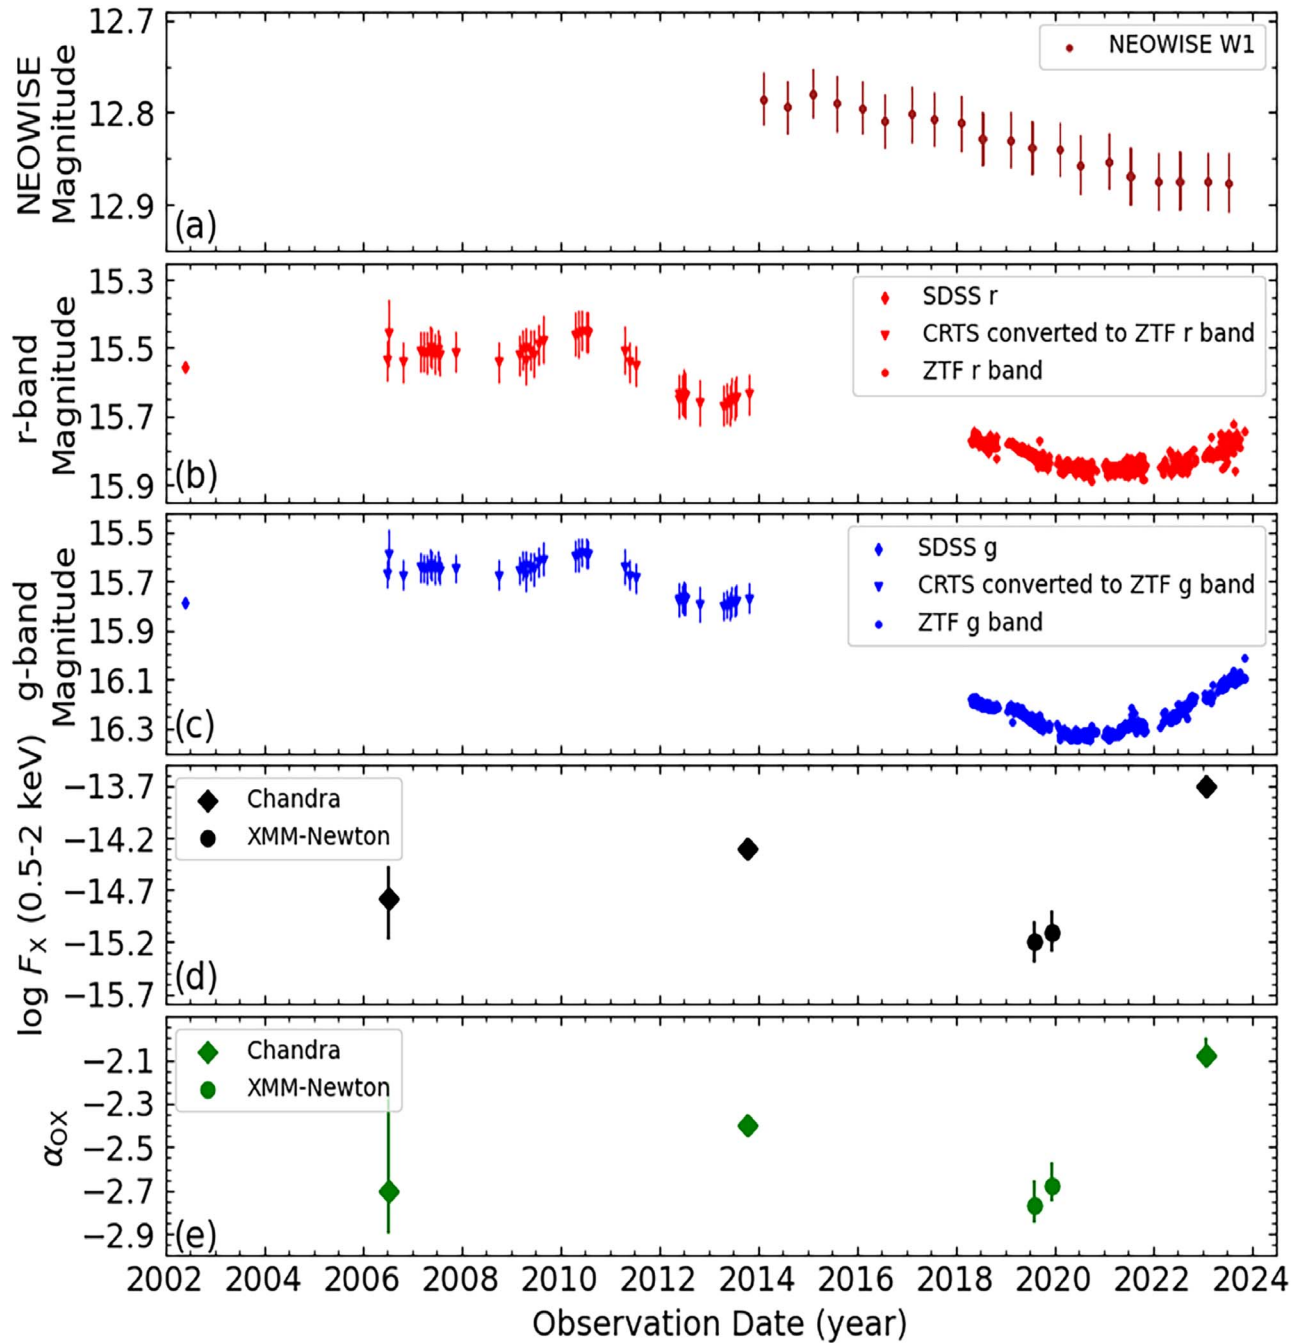 NEOWISE
Magnitude
12.7
12.8
12.9
NEOWISE W1
(a)
r-band
Magnitude
15.3
15.5
15.7
15.9
SDSS r
CRTS converted to ZTF r band
ZTF r band
(b)
g-band
Magnitude
15.5
15.7
15.9
16.1
16.3
SDSS g
CRTS converted to ZTF g band
ZTF g band
(c)
log F_X (0.5-2 keV)
−13.7
−14.2
−14.7
−15.2
−15.7
Chandra
XMM-Newton
(d)
α_OX
−2.1
−2.3
−2.5
−2.7
−2.9
Chandra
XMM-Newton
(e)
2002 2004 2006 2008 2010 2012 2014 2016 2018 2020 2022 2024
Observation Date (year)